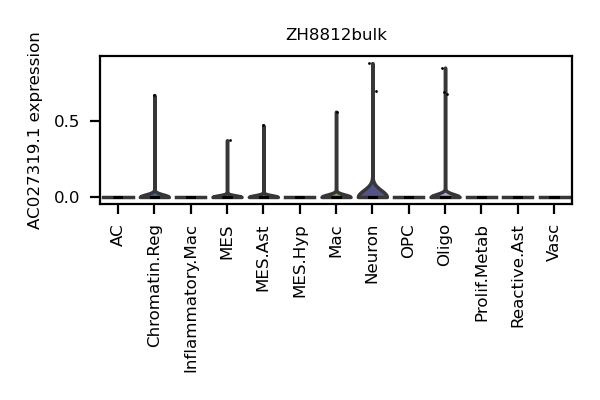 ZH8812bulk
AC027319.1 expression
0.5
0.0
AC
Chromatin.Reg
Inflammatory.Mac
MES
MES.Ast
MES.Hyp
Mac
Neuron
OPC
Oligo
Prolif.Metab
Reactive.Ast
Vasc